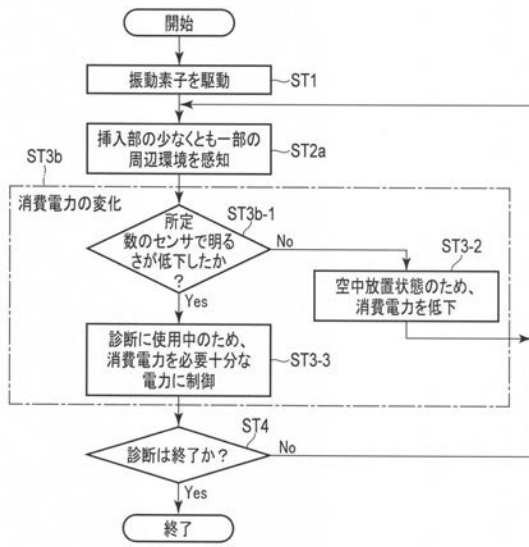 開始
振動素子を駆動
ST1
挿入部の少なくとも一部の
周辺環境を感知
ST2a
ST3b
消費電力の変化
所定
数のセンサで明る
さが低下したか
?
ST3b-1
No
Yes
空中放置状態のため、
消費電力を低下
ST3-2
診断に使用中のため、
消費電力を必要十分な
電力に制御
ST3-3
診断は終了か?
ST4
No
Yes
終了